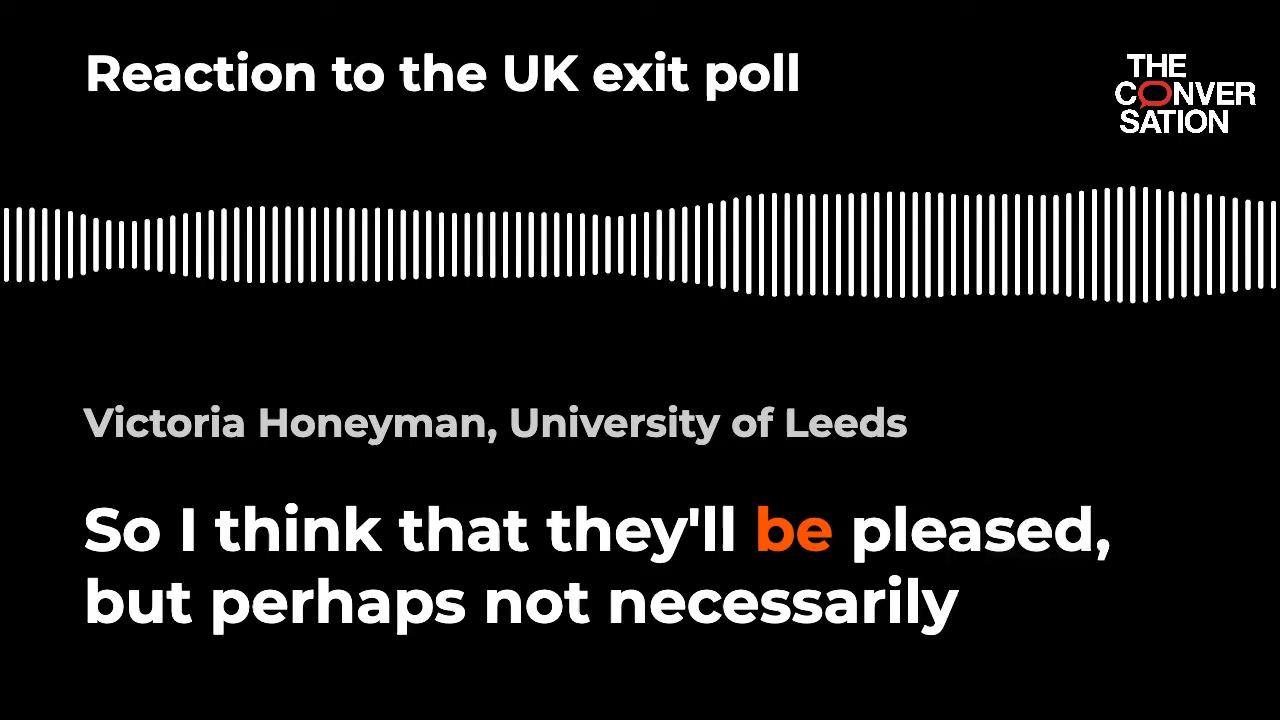 Reaction to the UK exit poll
THE
CONVER
SATION
Victoria Honeyman, University of Leeds
So I think that they'll be pleased,
but perhaps not necessarily